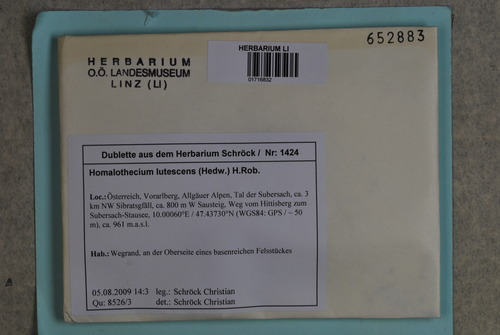 652883
HERBARIUM
O.Ö. LANDESMUSEUM
LINZ (LI)
HERBARIUM LI
01716832
Dublette aus dem Herbarium Schröck / Nr: 1424
Homalothecium lutescens (Hedw.) H.Rob.
Loc.:Österreich, Vorarlberg, Allgäuer Alpen, Tal der Subersach, ca. 3
km NW Sibratsgfäll, ca. 800 m W Sausteig, Weg vom Hittisberg zum
Subersach-Stausee, 10.00060°E / 47.43730°N (WGS84: GPS / ~ 50
m), ca. 961 m.a.s.l.
Hab.: Wegrand, an der Oberseite eines basenreichen Felsstückes
05.08.2009 14:3 leg.: Schröck Christian
Qu: 8526/3 det.: Schröck Christian